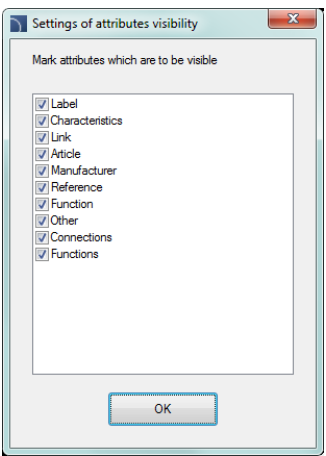 Settings of attributes visibility
Mark attributes which are to be visible
Label
Characteristics
Link
Article
Manufacturer
Reference
Function
Other
Connections
Functions
OK